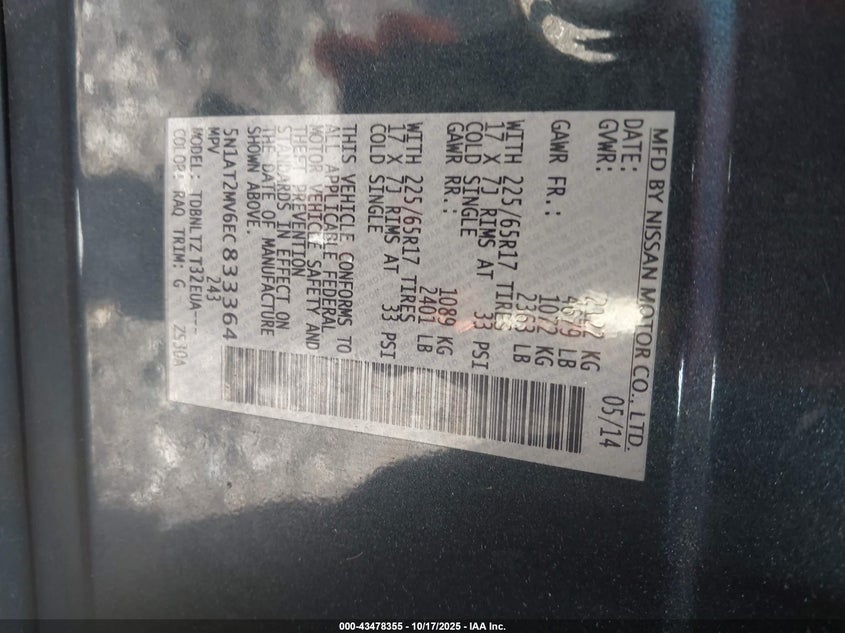 MFD BY NISSAN MOTOR CO., LTD.
DATE: 05/14
GVWR: KG
LB
GAWR FR.: 1072 KG
2363 LB
WITH 225/65R17 TIRES
17 X 7J RIMS AT 33 PSI
COLD SINGLE
GAWR RR.: 1089 KG
2401 LB
WITH 225/65R17 TIRES
17 X 7J RIMS AT 33 PSI
COLD SINGLE
THIS VEHICLE CONFORMS TO
ALL APPLICABLE FEDERAL
MOTOR VEHICLE SAFETY AND
THEFT PREVENTION
STANDARDS IN EFFECT ON
THE DATE OF MANUFACTURE
SHOWN ABOVE.
5N1AT2MV6EC833364
MPV 243
MODEL: TDBNLTZ T32EUA---
COLOR: RAQ TRIM: G ZS30A
000-43478355 - 10/17/2025 - IAA Inc.